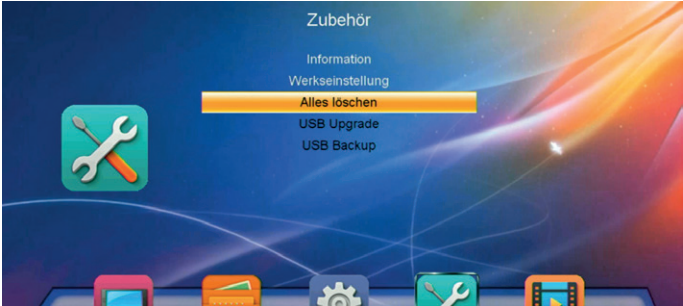 Zubehör
Information
Werkseinstellung
Alles löschen
USB Upgrade
USB Backup